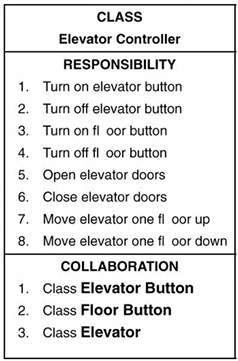 CLASS
Elevator Controller
RESPONSIBILITY
1. Turn on elevator button
2. Turn off elevator button
3. Turn on fl oor button
4. Turn off fl oor button
5. Open elevator doors
6. Close elevator doors
7. Move elevator one fl oor up
8. Move elevator one fl oor down
COLLABORATION
1. Class Elevator Button
2. Class Floor Button
3. Class Elevator